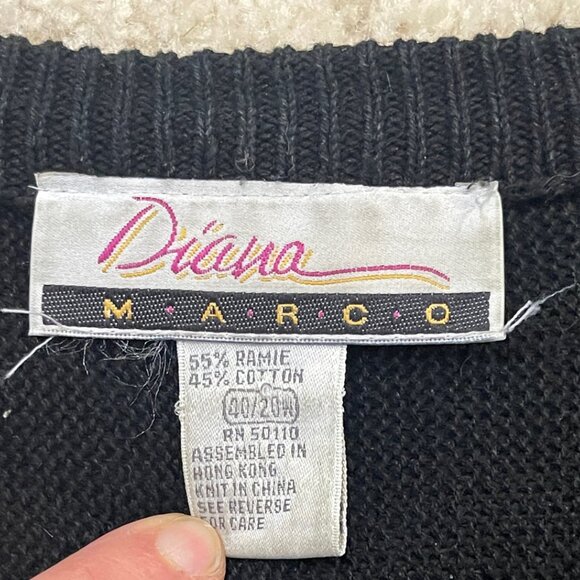 Diana
M·A·R·C·O
55% RAMIE
45% COTTON
40/20W
RN 50110
ASSEMBLED IN
HONG KONG
KNIT IN CHINA
SEE REVERSE
FOR CARE